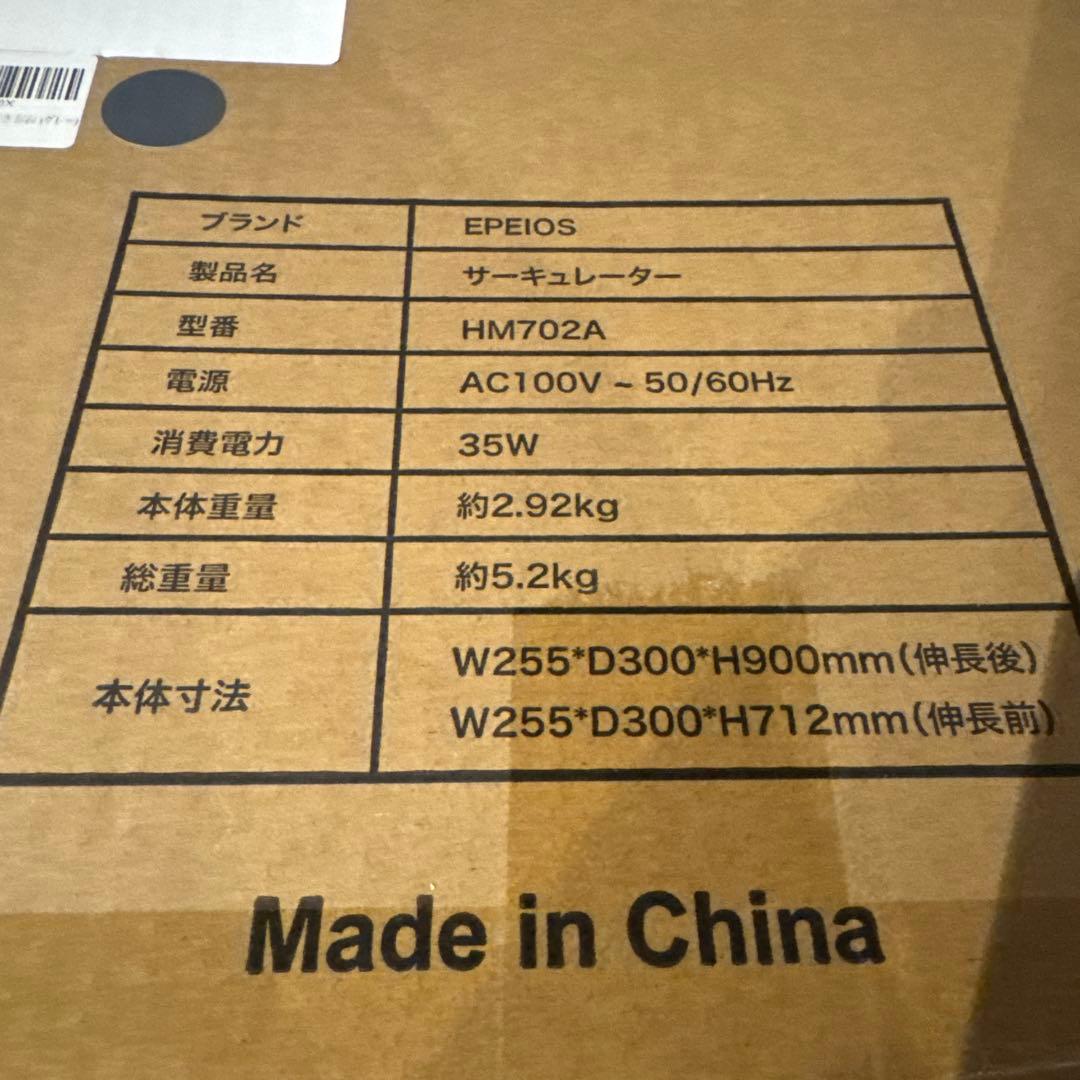 ブランド EPEIOS
製品名 サーキュレーター
型番 HM702A
電源 AC100V ~ 50/60Hz
消費電力 35W
本体重量 約2.92kg
総重量 約5.2kg
本体寸法 W255*D300*H900mm(伸長後)
W255*D300*H712mm(伸長前)
Made in China